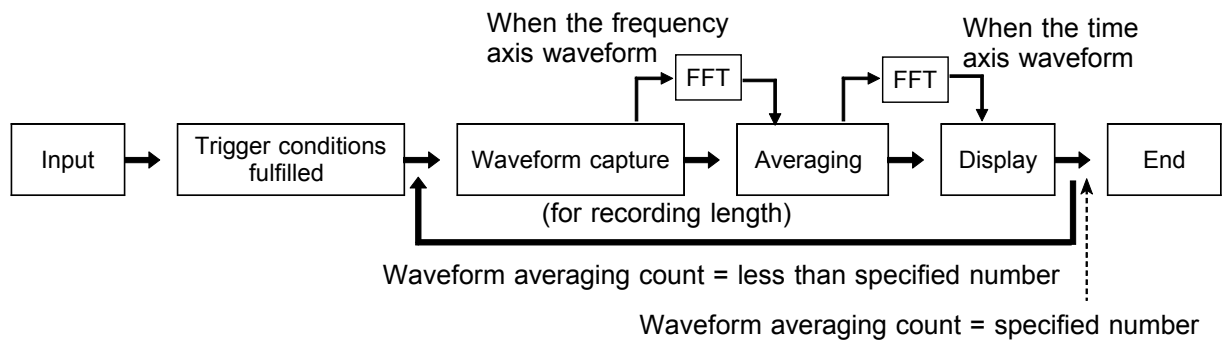 When the frequency
axis waveform
When the time
axis waveform
FFT
FFT
Input
Trigger conditions
fulfilled
Waveform capture
Averaging
Display
End
(for recording length)
Waveform averaging count = less than specified number
Waveform averaging count = specified number